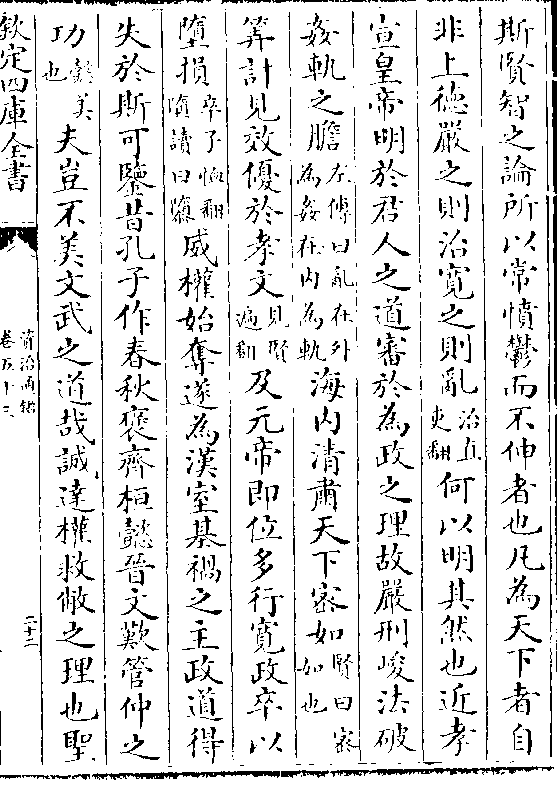 斯賢智之論所以常憤鬱而不伸者也凡為天下者自
非上德嚴之則治寛之則亂治直吏翻何以明其然也近孝
宣皇帝明於君人之道審於為政之理故嚴刑峻法破
姦軌之膽左傳曰亂在外為姦在内為軌海内清肅天下宻如賢曰宻如也
筭計見效優於孝文見賢遍翻及元帝即位多行寛政卒以
墮損卒子恤翻墮讀曰隳威權始奪遂為漢室基禍之主政道得
失於斯可鑒昔孔子作春秋褒齊桓懿晉文歎管仲之
功懿美也夫豈不美文武之道哉誠達權救敝之理也聖
欽定四庫全書
資治通鑑
卷五十三
二十二